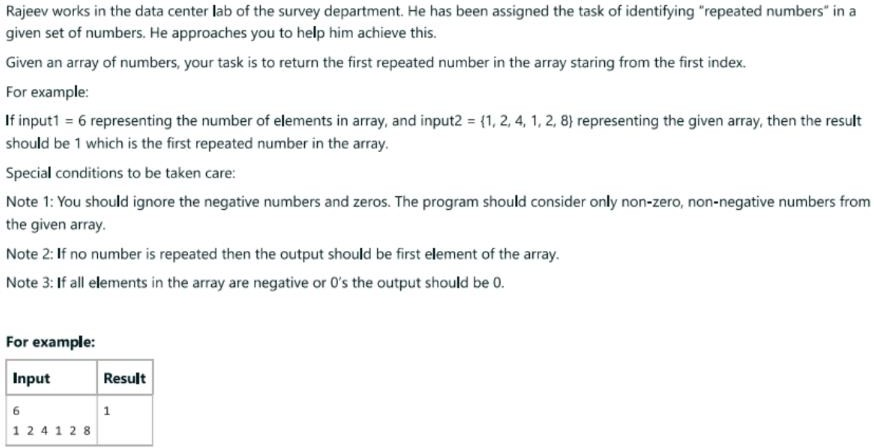 Rajeev works in the data center lab of the survey department. He has been assigned the task of identifying "repeated numbers" in a
given set of numbers. He approaches you to help him achieve this.
Given an array of numbers, your task is to return the first repeated number in the array staring from the first index.
For example:
If input1 = 6 representing the number of elements in array, and input2 = {1, 2, 4, 1, 2, 8} representing the given array, then the result
should be 1 which is the first repeated number in the array.
Special conditions to be taken care:
Note 1: You should ignore the negative numbers and zeros. The program should consider only non-zero, non-negative numbers from
the given array.
Note 2: If no number is repeated then the output should be first element of the array.
Note 3: If all elements in the array are negative or 0's the output should be 0.
For example:
Input Result
6 1
1 2 4 1 2 8